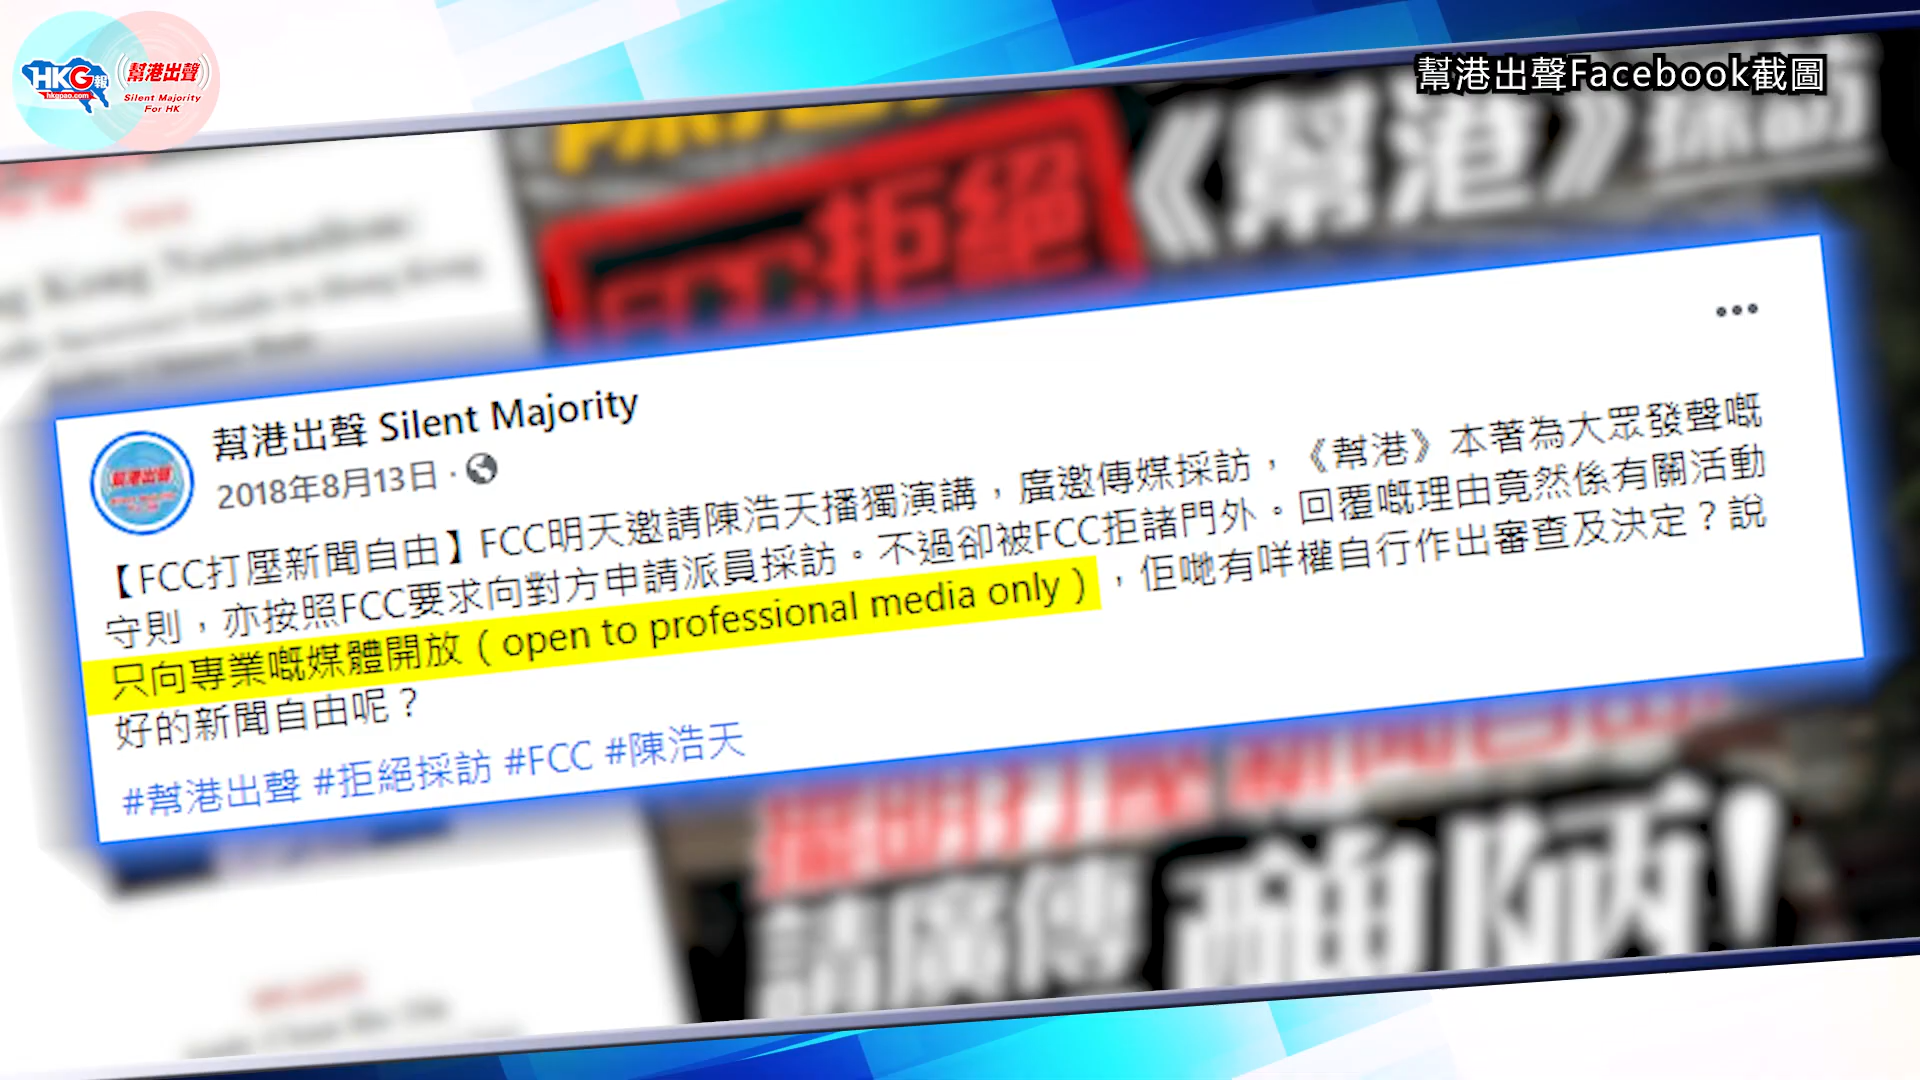 HKG報
hkgpao.com
幫港出聲
Silent Majority
For HK
幫港出聲Facebook截圖
FCC拒絕
《幫港》採訪
幫港出聲 Silent Majority
2018年8月13日 ·
【FCC打壓新聞自由】FCC明天邀請陳浩天播獨演講，廣邀傳媒採訪，《幫港》本著為大眾發聲嘅
守則，亦按照FCC要求向對方申請派員採訪。不過卻被FCC拒諸門外。回覆嘅理由竟然係有關活動
只向專業嘅媒體開放（open to professional media only），佢哋有咩權自行作出審查及決定？說
好的新聞自由呢？
#幫港出聲 #拒絕採訪 #FCC #陳浩天
請廣傳